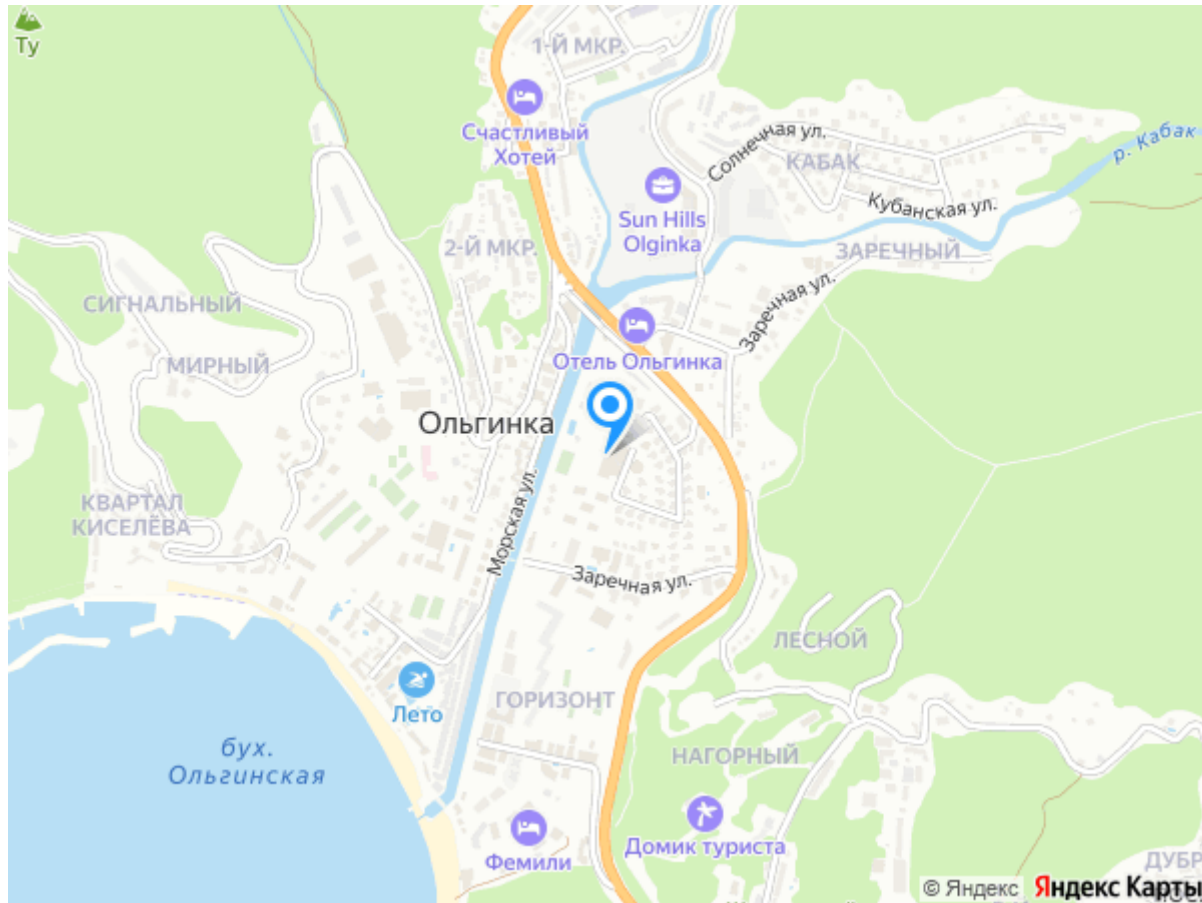 Ту
1-Й МКР.
Счастливый
Хотей
Солнечная ул.
КАБАК
р. Кабак
Sun Hills
Olginka
Кубанская ул.
2-Й МКР.
ЗАРЕЧНЫЙ
СИГНАЛЬНЫЙ
Заречная ул.
МИРНЫЙ
Отель Ольгинка
Ольгинка
КВАРТАЛ
КИСЕЛЁВА
Морская ул.
Заречная ул.
ЛЕСНОЙ
ГОРИЗОНТ
Лето
бух.
Ольгинская
НАГОРНЫЙ
Домик туриста
Фемили
ДУБР
© Яндекс Яндекс Карты